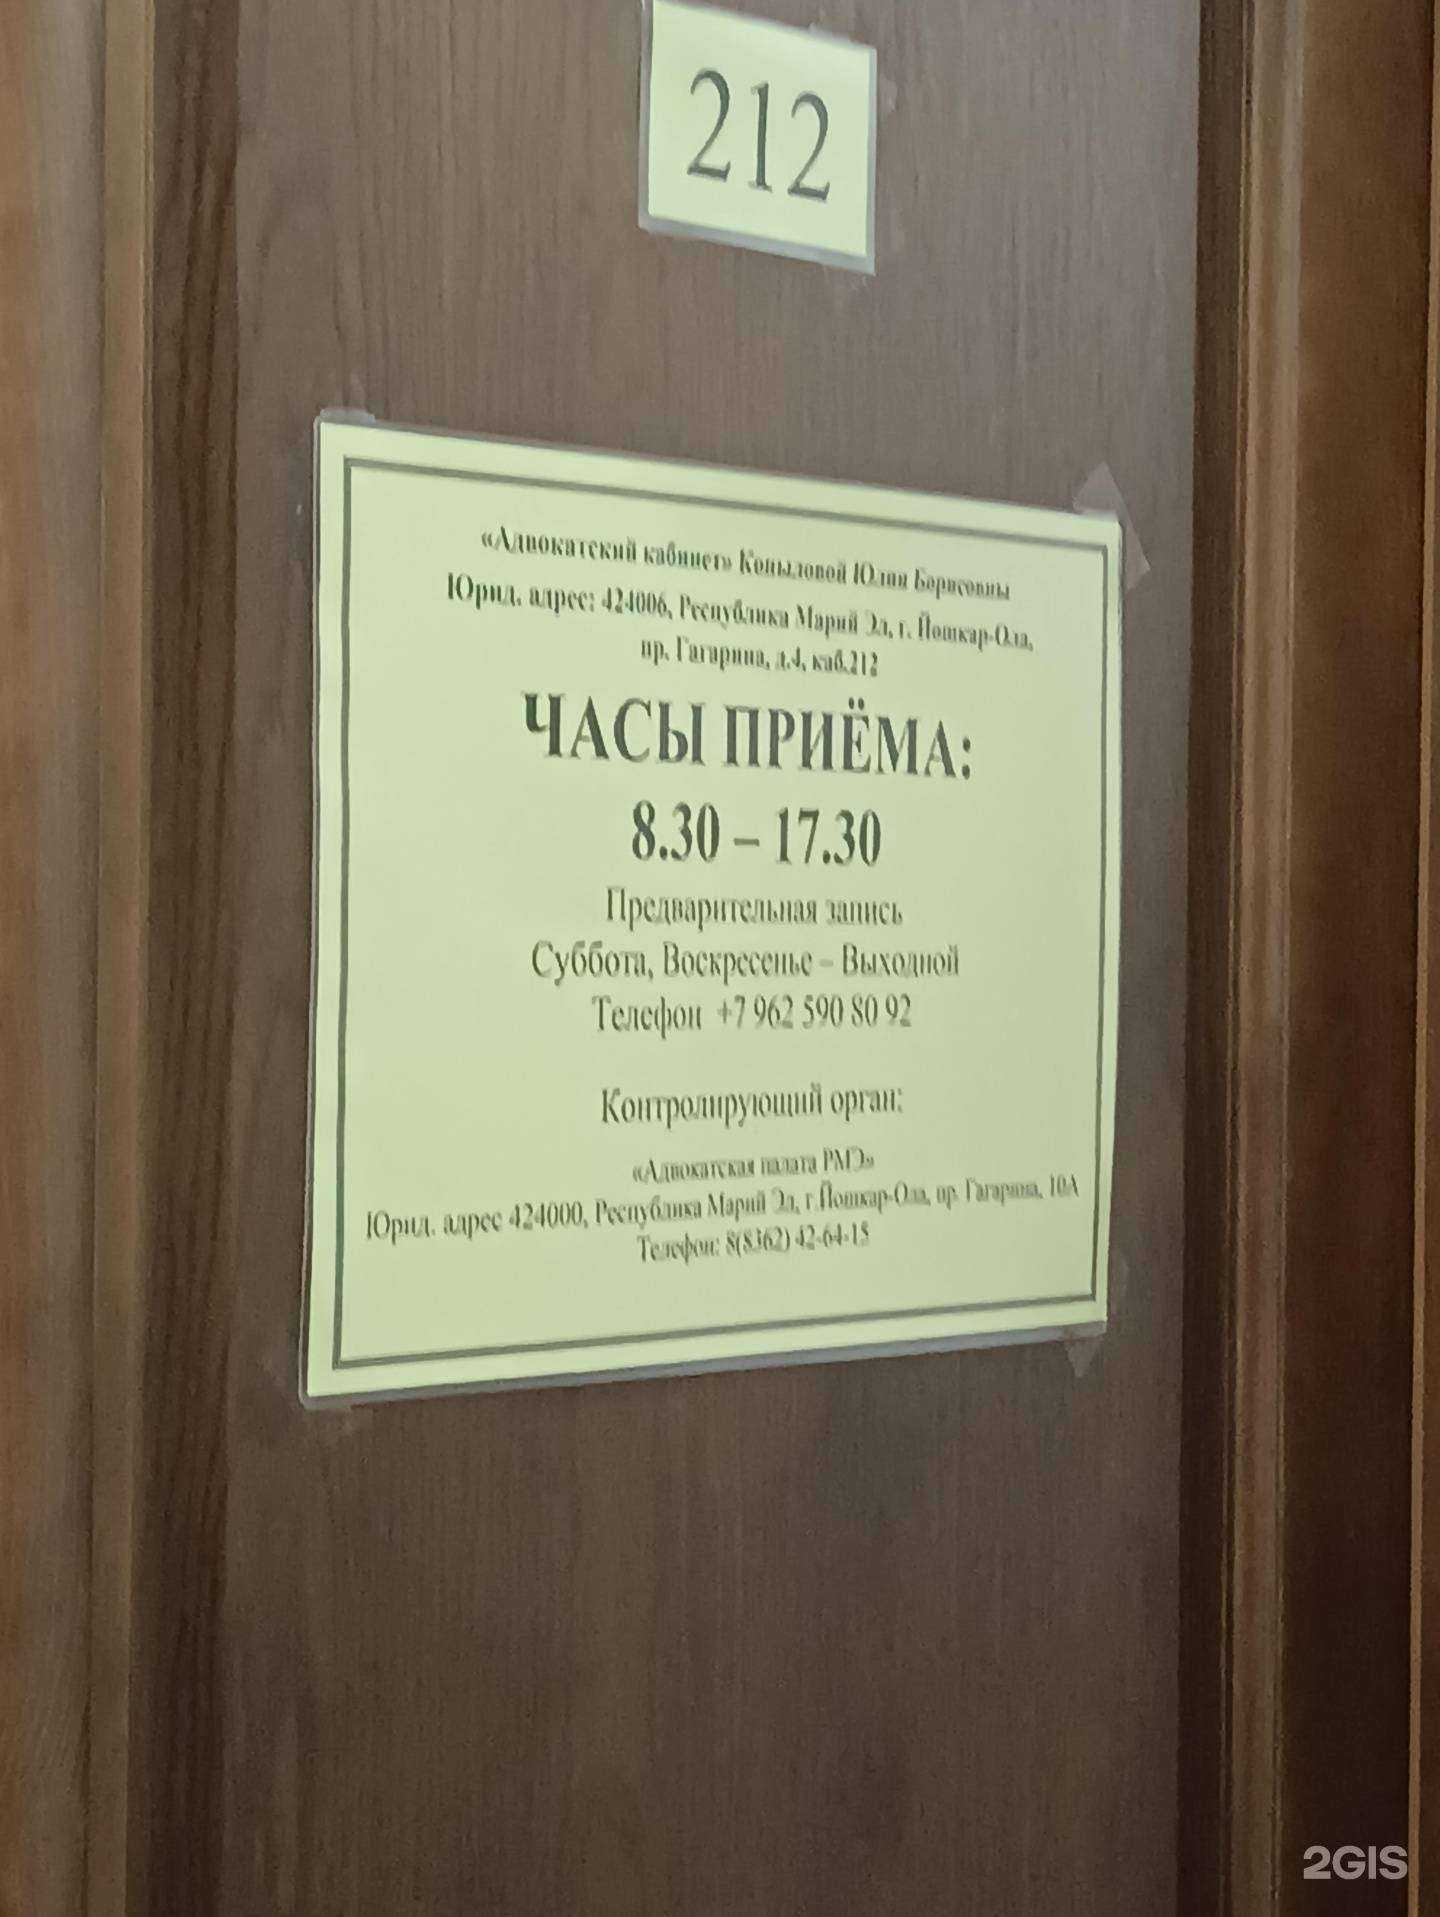 212
«Адвокатский кабинет» Копыловой Юлии Борисовны
Юрид. адрес: 424006, Республика Марий Эл, г. Йошкар-Ола,
пр. Гагарина, д.4, каб.212
ЧАСЫ ПРИЁМА:
8.30 – 17.30
Предварительная запись
Суббота, Воскресенье – Выходной
Телефон +7 962 590 80 92
Контролирующий орган:
«Адвокатская палата РМЭ»
Юрид. адрес 424000, Республика Марий Эл, г.Йошкар-Ола, пр. Гагарина, 10А
Телефон: 8(8362) 42-64-15
2GIS